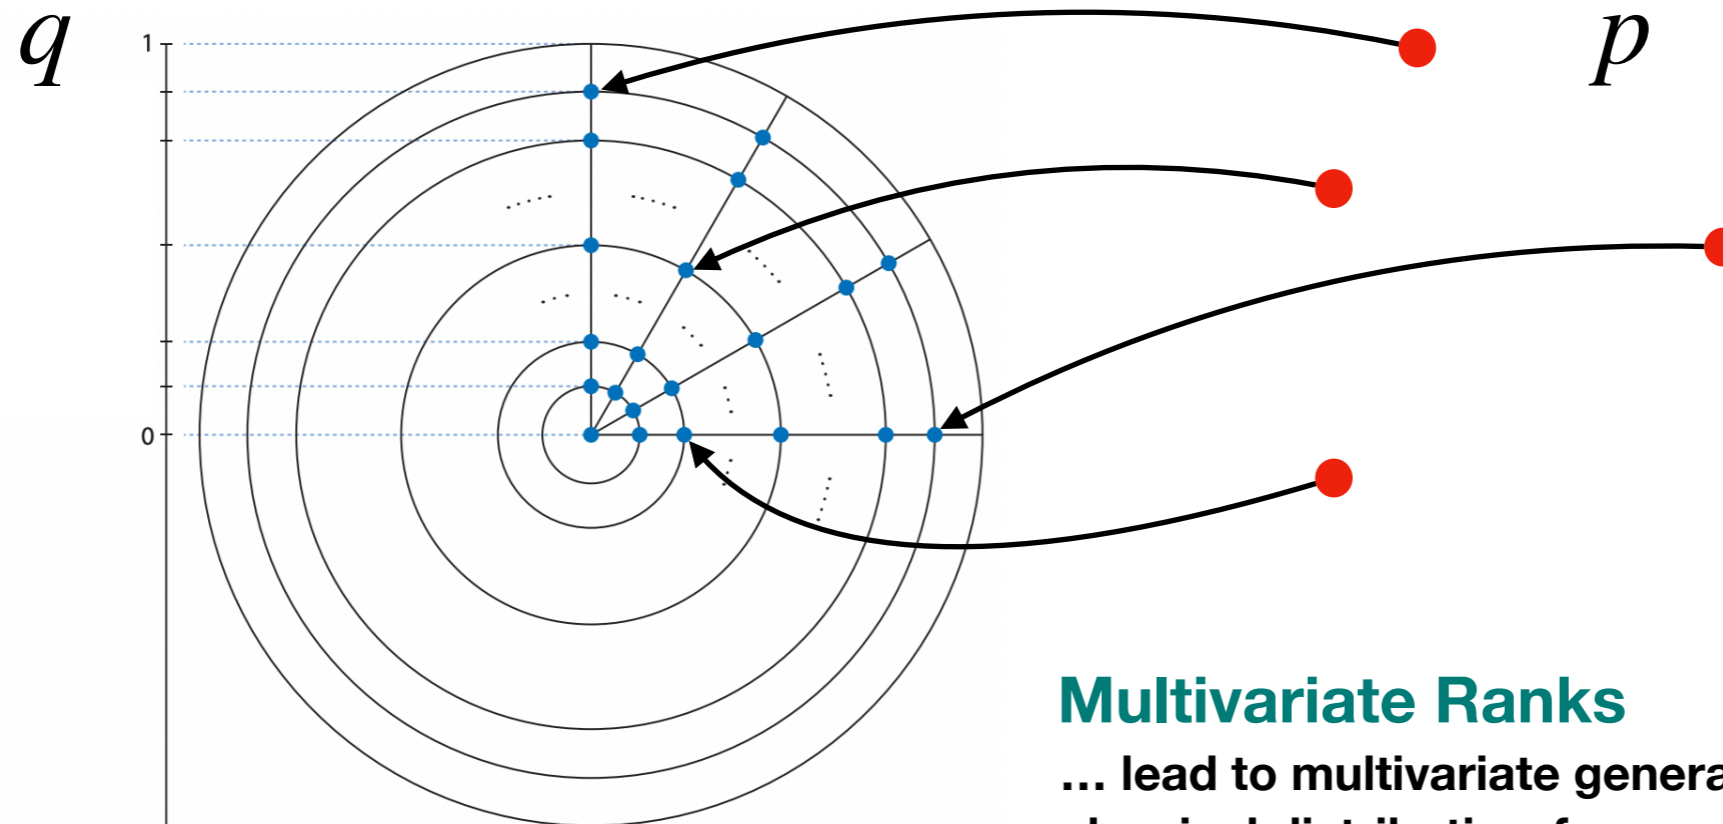 q
p
1
0
Multivariate Ranks
... lead to multivariate genera